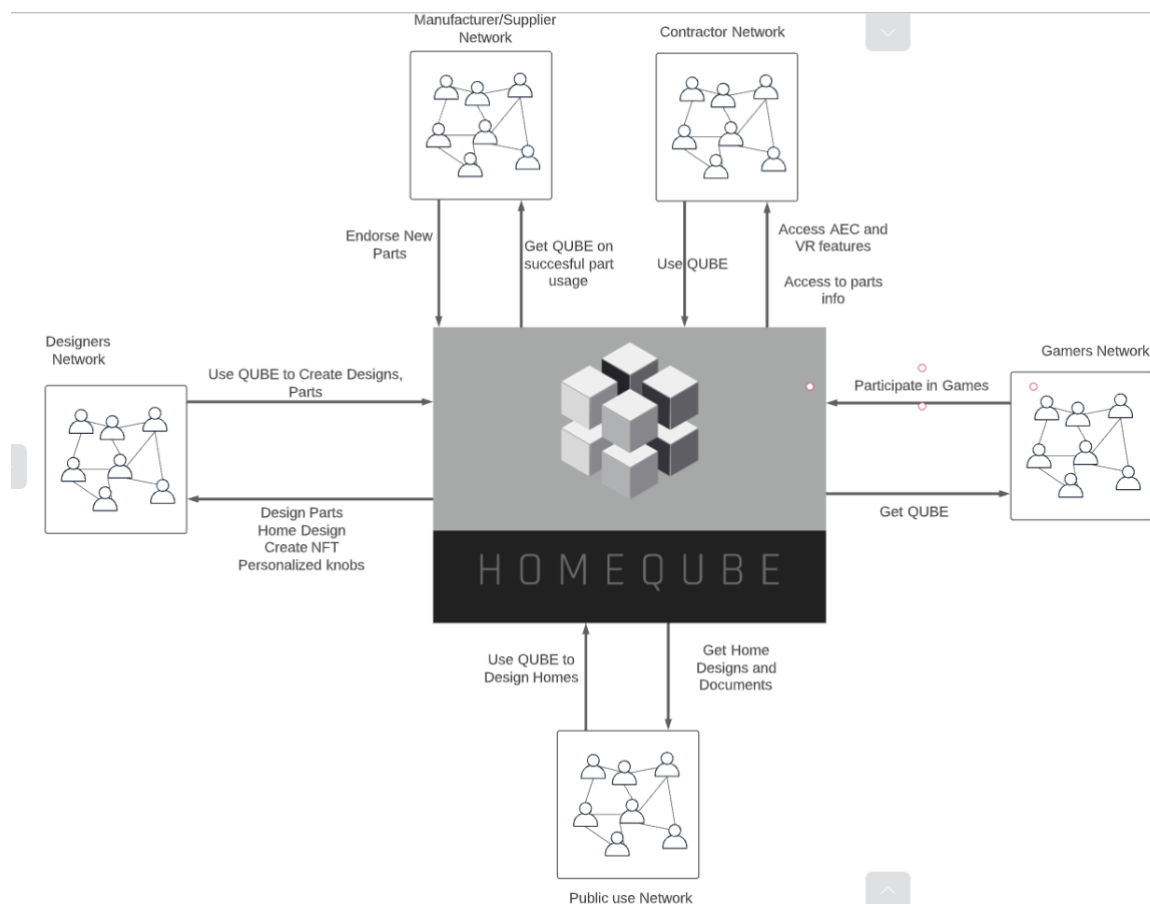 Manufacturer/Supplier
Network
Contractor Network
Endorse New
Parts
Get QUBE on
succesful part
usage
Use QUBE
Access AEC and
VR features
Access to parts
info
Designers
Network
Use QUBE to Create Designs,
Parts
Gamers Network
Participate in Games
Get QUBE
Design Parts
Home Design
Create NFT
Personalized knobs
HOMEQUBE
Use QUBE to
Design Homes
Get Home
Designs and
Documents
Public use Network